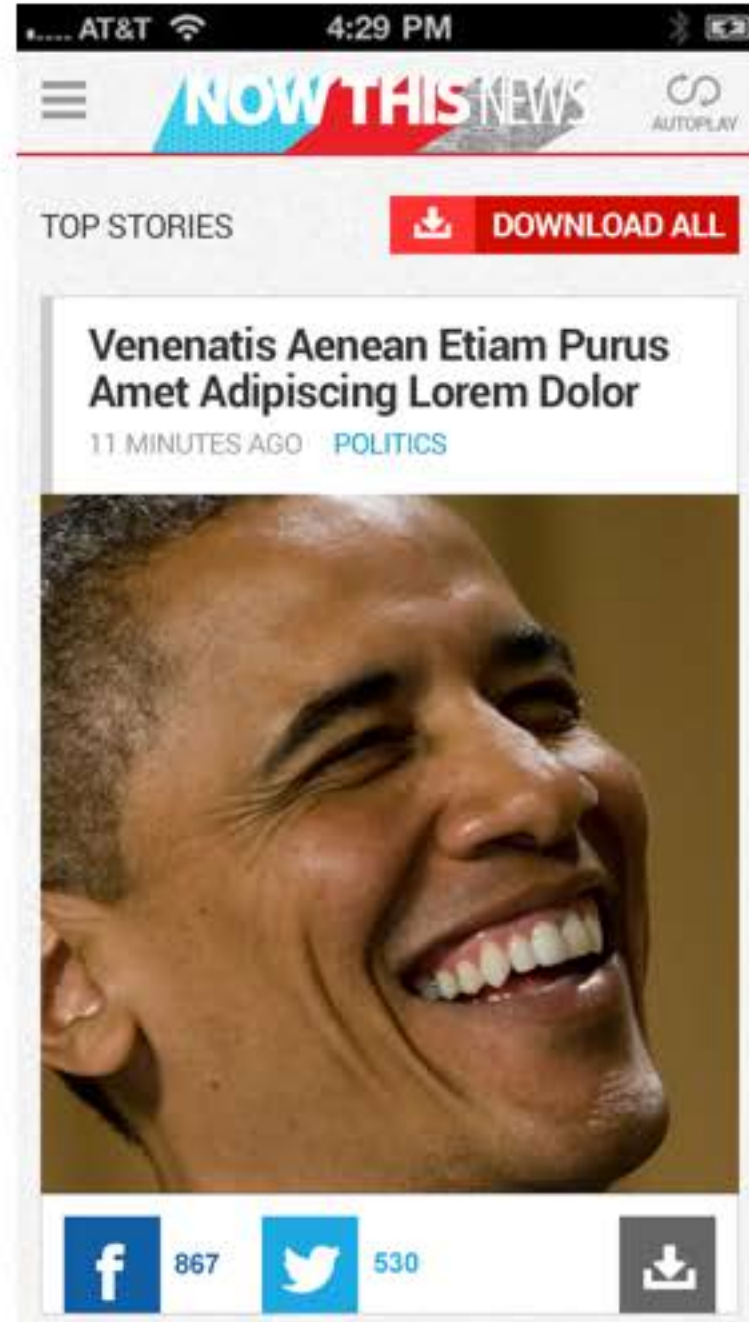 AT&T 4:29 PM
NOW THIS NEWS
AUTOPLAY
TOP STORIES
DOWNLOAD ALL
Venenatis Aenean Etiam Purus
Amet Adipiscing Lorem Dolor
11 MINUTES AGO POLITICS
867 530